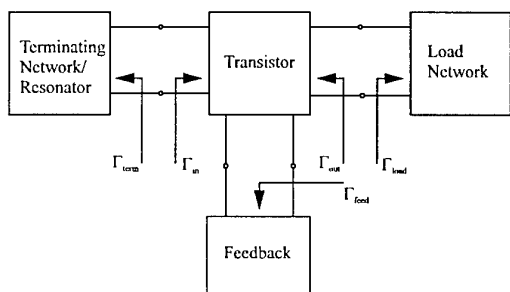 Terminating
Network/
Resonator
Transistor
Load
Network
Γterm
Γin
Γout
Γload
Γfeed
Feedback